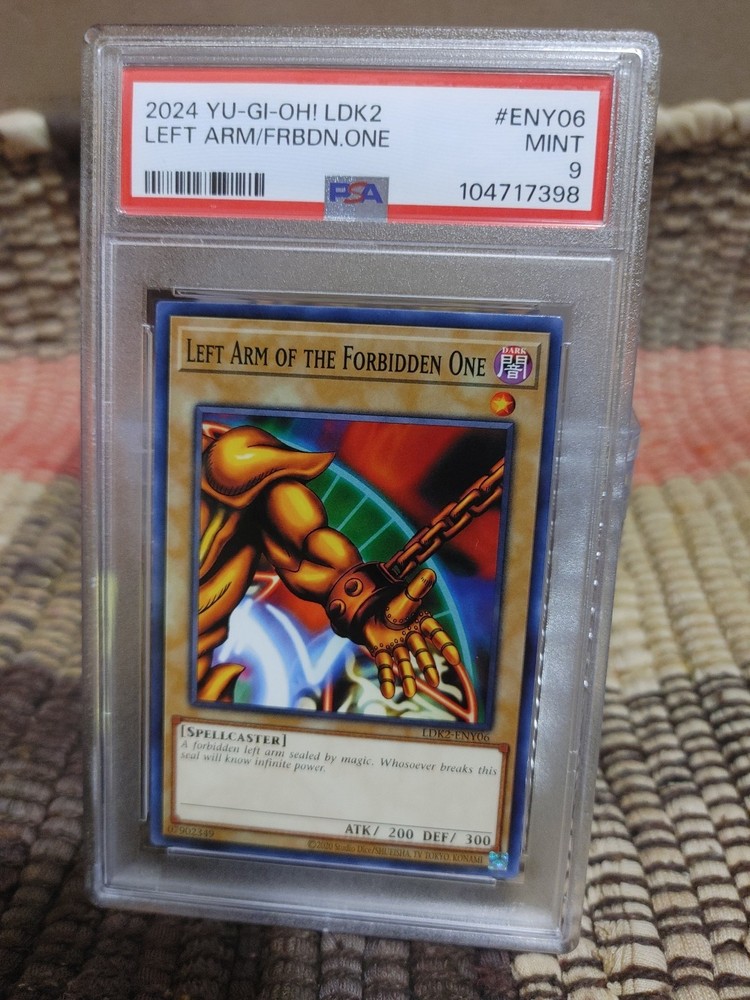 2024 YU-GI-OH! LDK2 #ENY06
LEFT ARM/FRBDN.ONE MINT
9
PSA 104717398
LEFT ARM OF THE FORBIDDEN ONE
DARK
闇
LDK2-ENY06
[SPELLCASTER]
A forbidden left arm sealed by magic. Whosoever breaks this
seal will know infinite power.
ATK/ 200 DEF/ 300
07902349
©2020 Studio Dice/SHUEISHA, TV TOKYO, KONAMI